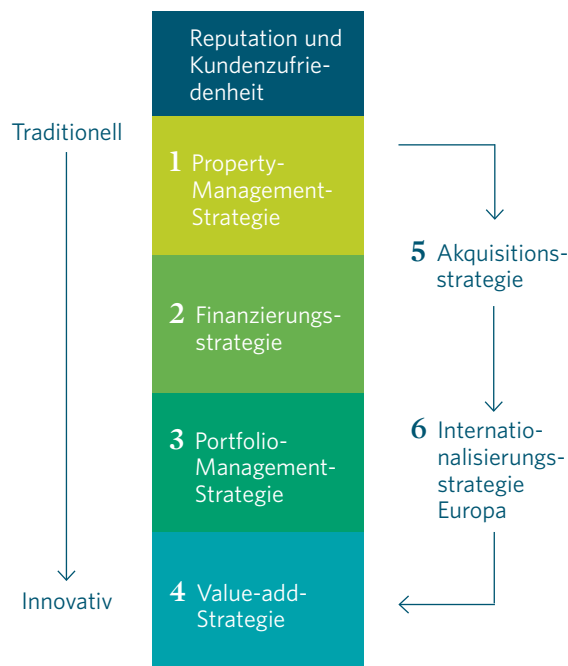 Reputation und
Kundenzufrie-
denheit
Traditionell
1 Property-
Management-
Strategie
2 Finanzierungs-
strategie
3 Portfolio-
Management-
Strategie
4 Value-add-
Strategie
Innovativ
5 Akquisitions-
strategie
6 Internatio-
nalisierungs-
strategie
Europa